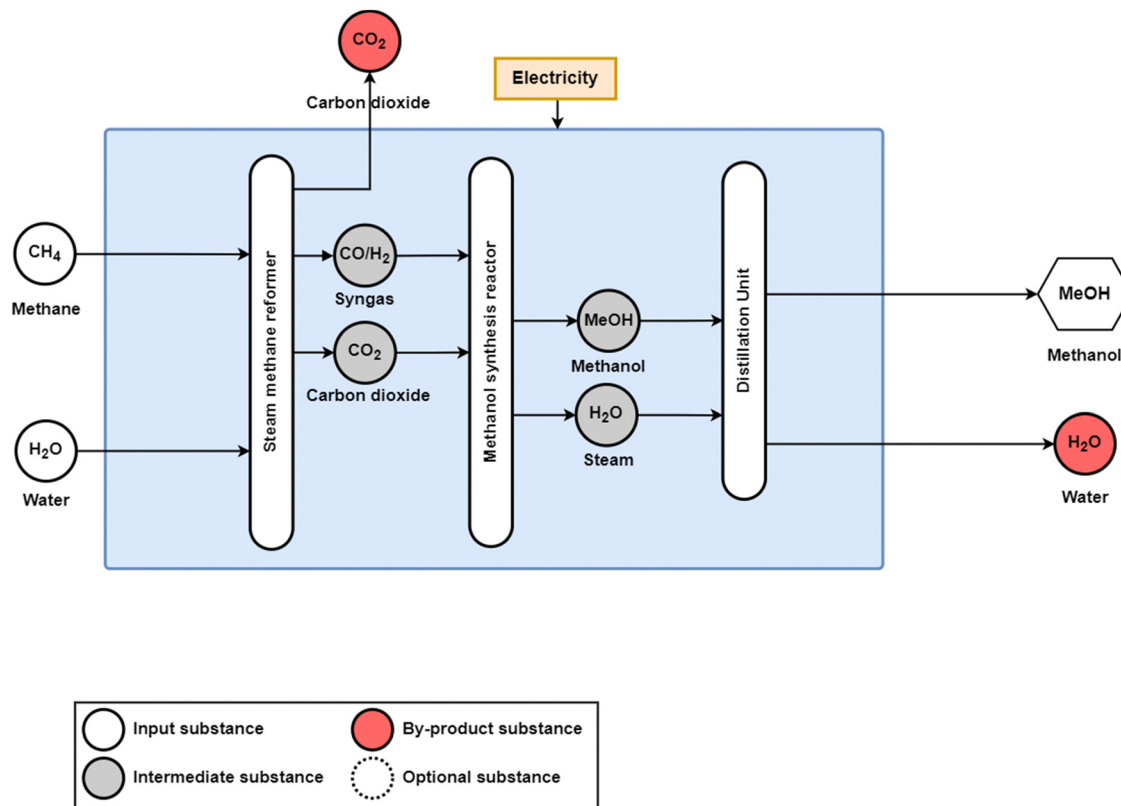 CO₂
Carbon dioxide
Electricity
CH₄
Methane
H₂O
Water
Steam methane reformer
CO/H₂
Syngas
CO₂
Carbon dioxide
Methanol synthesis reactor
MeOH
Methanol
H₂O
Steam
Distillation Unit
MeOH
Methanol
H₂O
Water
Input substance
By-product substance
Intermediate substance
Optional substance